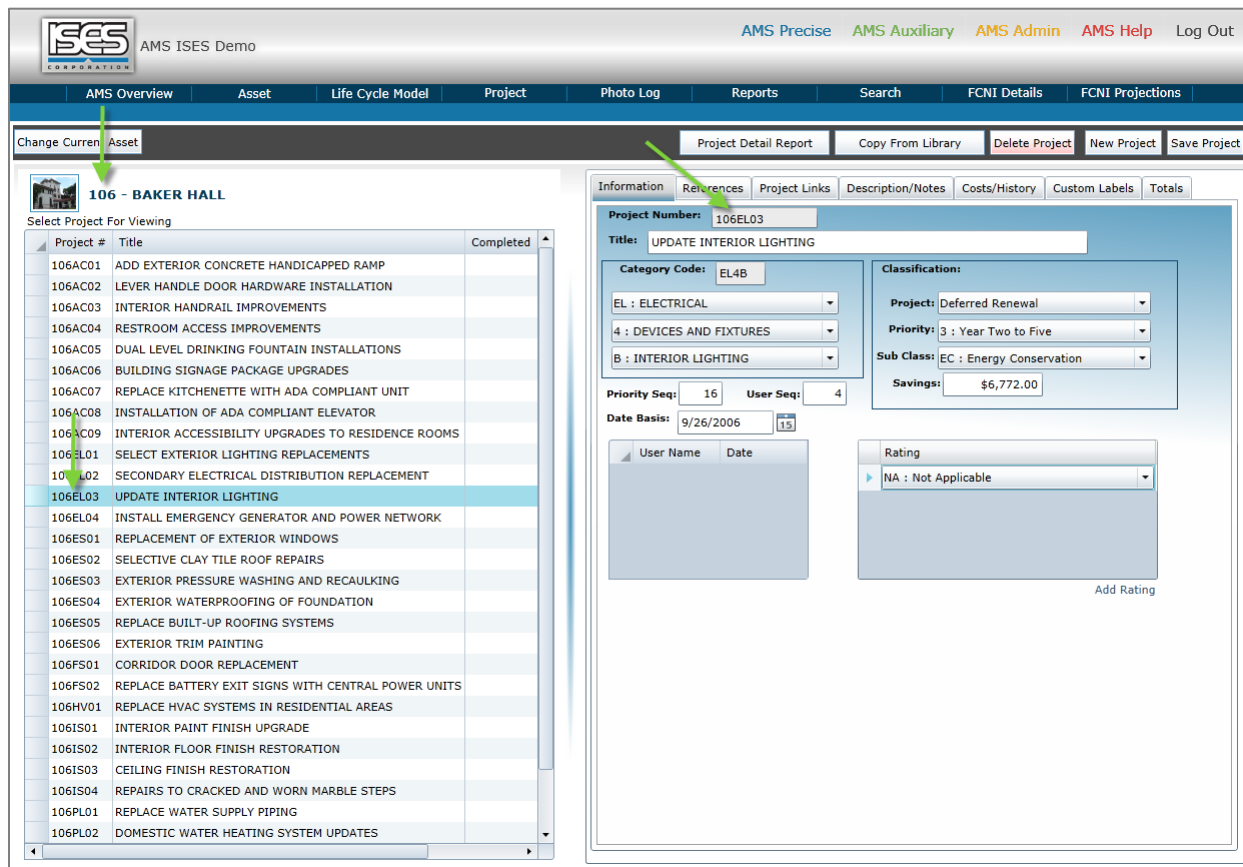 ISES
CORPORATION
AMS ISES Demo
AMS Precise AMS Auxiliary AMS Admin AMS Help Log Out
AMS Overview Asset Life Cycle Model Project Photo Log Reports Search FCNI Details FCNI Projections
Change Current Asset Project Detail Report Copy From Library Delete Project New Project Save Project
106 - BAKER HALL
Select Project For Viewing
Project # Title Completed
106AC01 ADD EXTERIOR CONCRETE HANDICAPPED RAMP
106AC02 LEVER HANDLE DOOR HARDWARE INSTALLATION
106AC03 INTERIOR HANDRAIL IMPROVEMENTS
106AC04 RESTROOM ACCESS IMPROVEMENTS
106AC05 DUAL LEVEL DRINKING FOUNTAIN INSTALLATIONS
106AC06 BUILDING SIGNAGE PACKAGE UPGRADES
106AC07 REPLACE KITCHENETTE WITH ADA COMPLIANT UNIT
106AC08 INSTALLATION OF ADA COMPLIANT ELEVATOR
106AC09 INTERIOR ACCESSIBILITY UPGRADES TO RESIDENCE ROOMS
106EL01 SELECT EXTERIOR LIGHTING REPLACEMENTS
106EL02 SECONDARY ELECTRICAL DISTRIBUTION REPLACEMENT
106EL03 UPDATE INTERIOR LIGHTING
106EL04 INSTALL EMERGENCY GENERATOR AND POWER NETWORK
106ES01 REPLACEMENT OF EXTERIOR WINDOWS
106ES02 SELECTIVE CLAY TILE ROOF REPAIRS
106ES03 EXTERIOR PRESSURE WASHING AND RECAULKING
106ES04 EXTERIOR WATERPROOFING OF FOUNDATION
106ES05 REPLACE BUILT-UP ROOFING SYSTEMS
106ES06 EXTERIOR TRIM PAINTING
106FS01 CORRIDOR DOOR REPLACEMENT
106FS02 REPLACE BATTERY EXIT SIGNS WITH CENTRAL POWER UNITS
106HV01 REPLACE HVAC SYSTEMS IN RESIDENTIAL AREAS
106IS01 INTERIOR PAINT FINISH UPGRADE
106IS02 INTERIOR FLOOR FINISH RESTORATION
106IS03 CEILING FINISH RESTORATION
106IS04 REPAIRS TO CRACKED AND WORN MARBLE STEPS
106PL01 REPLACE WATER SUPPLY PIPING
106PL02 DOMESTIC WATER HEATING SYSTEM UPDATES
Information References Project Links Description/Notes Costs/History Custom Labels Totals
Project Number: 106EL03
Title: UPDATE INTERIOR LIGHTING
Category Code: EL4B
EL : ELECTRICAL
4 : DEVICES AND FIXTURES
B : INTERIOR LIGHTING
Classification:
Project: Deferred Renewal
Priority: 3 : Year Two to Five
Sub Class: EC : Energy Conservation
Savings: $6,772.00
Priority Seq: 16 User Seq: 4
Date Basis: 9/26/2006 15
User Name Date
Rating
NA : Not Applicable
Add Rating